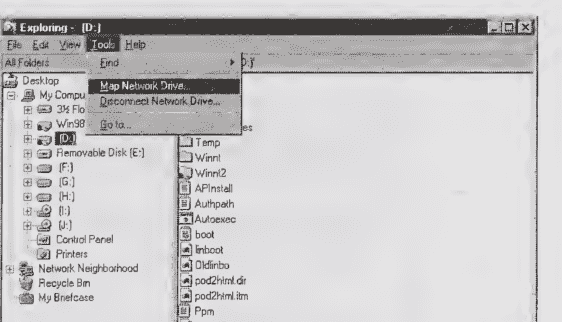 Exploring - [D:]
File Edit View Tools Help
All Folders
Find
D:]'
Map Network Drive...
Disconnect Network Drive...
Go to...
Desktop
My Compu
3½ Flo
Win98
[D:]
Removable Disk (E:)
(F:)
(G:)
(H:)
(I:)
(J:)
Control Panel
Printers
Network Neighborhood
Recycle Bin
My Briefcase
es
Temp
Winnt
Winnt2
APInstall
Authpath
Autoexec
boot
linboot
Oldlinbo
pod2html.dir
pod2html.itm
Ppm